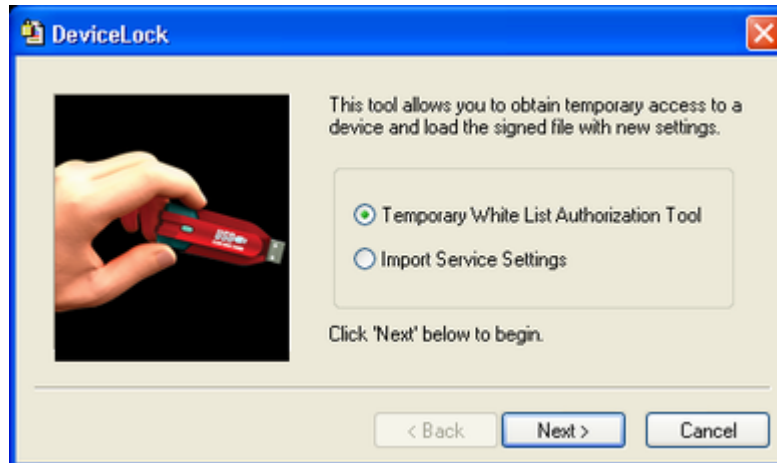 DeviceLock
This tool allows you to obtain temporary access to a
device and load the signed file with new settings.
Temporary White List Authorization Tool
Import Service Settings
Click 'Next' below to begin.
< Back Next > Cancel